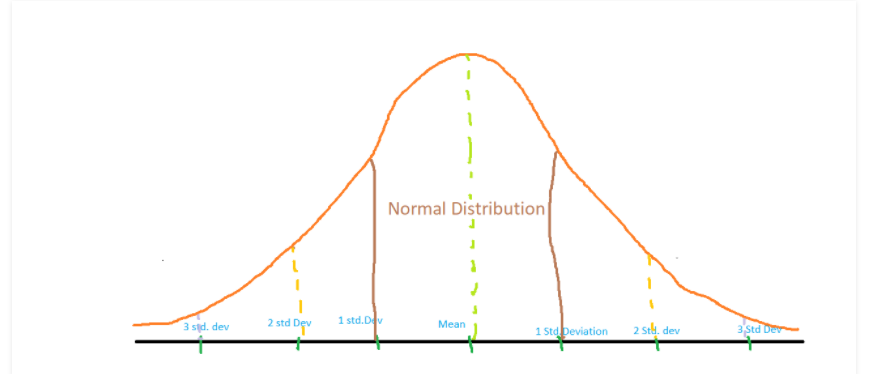 Normal Distribution
3 std. dev
2 std Dev
1 std.Dev
Mean
1 Std.Deviation
2 Std. dev
3 Std Dev